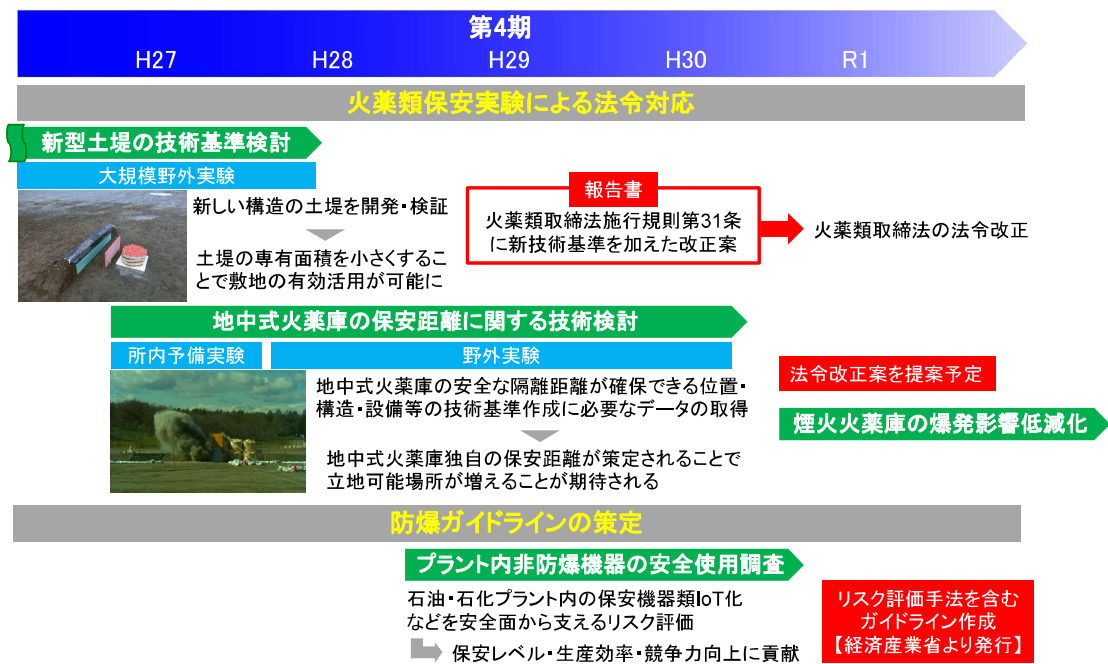 第4期
H27 H28 H29 H30 R1
火薬類保安実験による法令対応
新型土堤の技術基準検討
大規模野外実験
新しい構造の土堤を開発・検証
土堤の専有面積を小さくするこ
とで敷地の有効活用が可能に
報告書
火薬類取締法施行規則第31条
に新技術基準を加えた改正案
火薬類取締法の法令改正
地中式火薬庫の保安距離に関する技術検討
所内予備実験
野外実験
地中式火薬庫の安全な隔離距離が確保できる位置・
構造・設備等の技術基準作成に必要なデータの取得
地中式火薬庫独自の保安距離が策定されることで
立地可能場所が増えることが期待される
法令改正案を提案予定
煙火火薬庫の爆発影響低減化
防爆ガイドラインの策定
プラント内非防爆機器の安全使用調査
石油・石化プラント内の保安機器類IoT化
などを安全面から支えるリスク評価
保安レベル・生産効率・競争力向上に貢献
リスク評価手法を含む
ガイドライン作成
【経済産業省より発行】